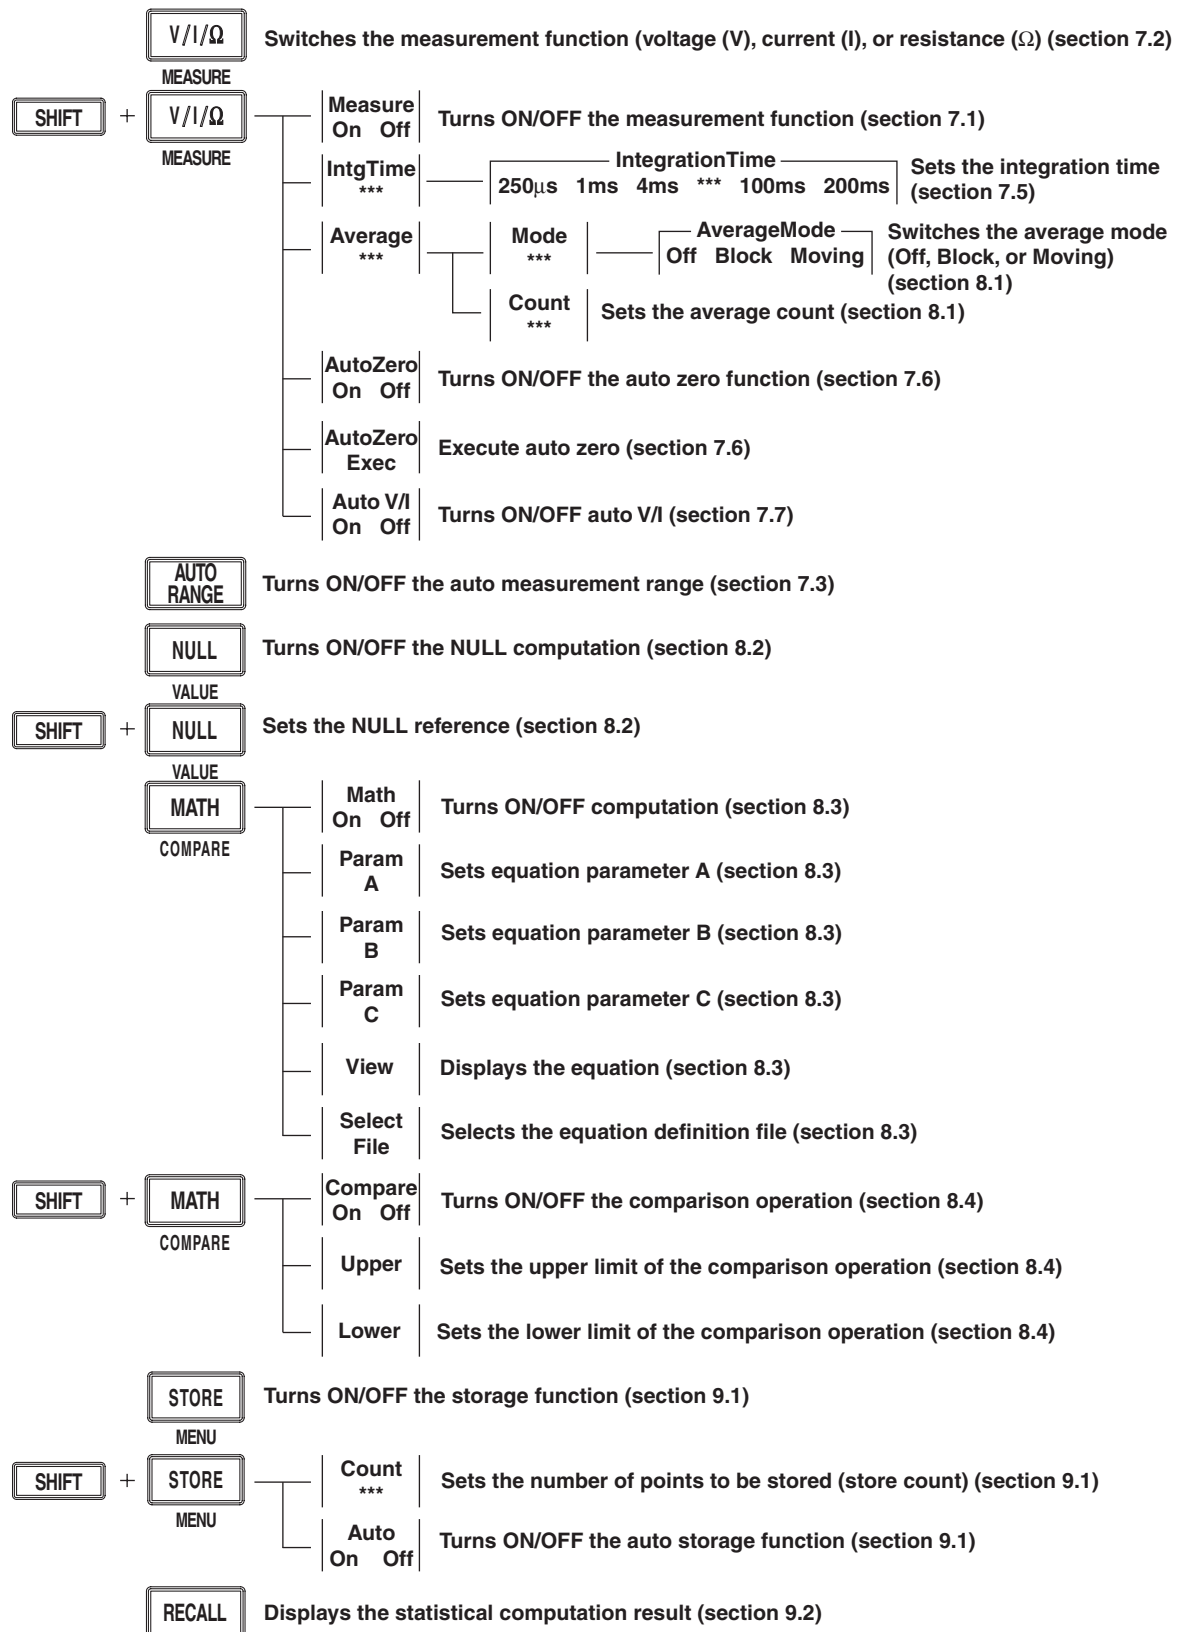 V/I/Ω
Switches the measurement function (voltage (V), current (I), or resistance (Ω) (section 7.2)
MEASURE
SHIFT + V/I/Ω
MEASURE
Measure
On Off
Turns ON/OFF the measurement function (section 7.1)
IntgTime
***
IntegrationTime
250μs 1ms 4ms *** 100ms 200ms
Sets the integration time
(section 7.5)
Average
***
Mode
***
AverageMode
Off Block Moving
Switches the average mode
(Off, Block, or Moving)
(section 8.1)
Count
***
Sets the average count (section 8.1)
AutoZero
On Off
Turns ON/OFF the auto zero function (section 7.6)
AutoZero
Exec
Execute auto zero (section 7.6)
Auto V/I
On Off
Turns ON/OFF auto V/I (section 7.7)
AUTO
RANGE
Turns ON/OFF the auto measurement range (section 7.3)
NULL
Turns ON/OFF the NULL computation (section 8.2)
VALUE
SHIFT + NULL
Sets the NULL reference (section 8.2)
VALUE
MATH
COMPARE
Math
On Off
Turns ON/OFF computation (section 8.3)
Param
A
Sets equation parameter A (section 8.3)
Param
B
Sets equation parameter B (section 8.3)
Param
C
Sets equation parameter C (section 8.3)
View
Displays the equation (section 8.3)
Select
File
Selects the equation definition file (section 8.3)
SHIFT + MATH
COMPARE
Compare
On Off
Turns ON/OFF the comparison operation (section 8.4)
Upper
Sets the upper limit of the comparison operation (section 8.4)
Lower
Sets the lower limit of the comparison operation (section 8.4)
STORE
Turns ON/OFF the storage function (section 9.1)
MENU
SHIFT + STORE
MENU
Count
***
Sets the number of points to be stored (store count) (section 9.1)
Auto
On Off
Turns ON/OFF the auto storage function (section 9.1)
RECALL
Displays the statistical computation result (section 9.2)